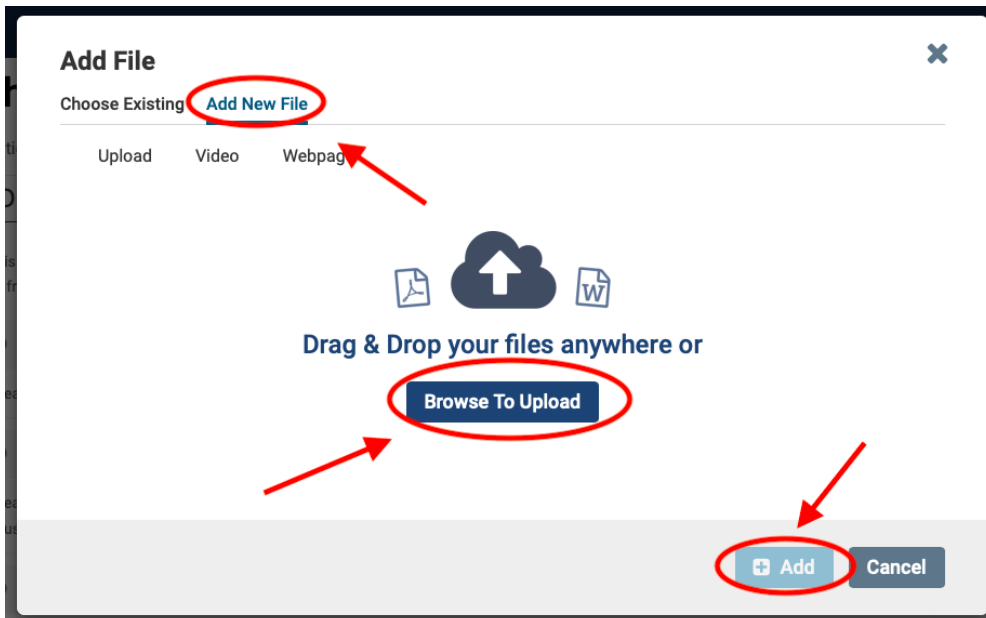 Add File
Choose Existing Add New File
Upload Video Webpag
W
Drag & Drop your files anywhere or
Browse To Upload
Add Cancel